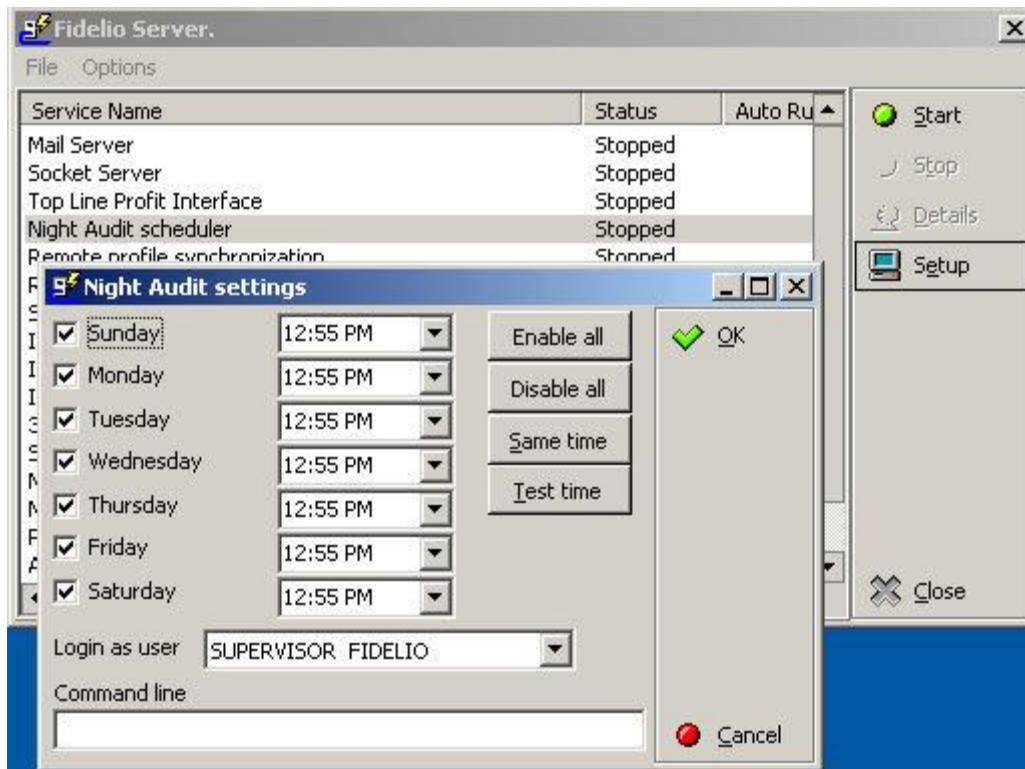 Fidelio Server.
File Options
Service Name Status Auto Ru
Mail Server Stopped
Socket Server Stopped
Top Line Profit Interface Stopped
Night Audit scheduler Stopped
Remote profile synchronization Stopped
Start
Stop
Details
Setup
Close
Night Audit settings
Sunday 12:55 PM
Monday 12:55 PM
Tuesday 12:55 PM
Wednesday 12:55 PM
Thursday 12:55 PM
Friday 12:55 PM
Saturday 12:55 PM
Enable all
Disable all
Same time
Test time
OK
Login as user SUPERVISOR FIDELIO
Command line
Cancel